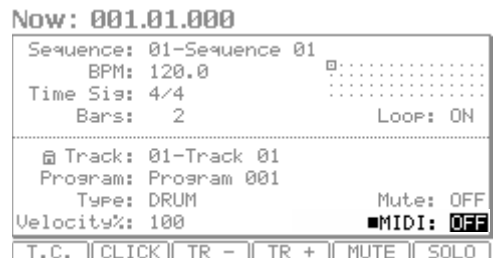 Now: 001.01.000
Sequence: 01-Sequence 01
BPM: 120.0
Time Sig: 4/4
Bars: 2 Loop: ON
Track: 01-Track 01
Program: Program 001
Type: DRUM Mute: OFF
Velocity%: 100 ■MIDI: OFF
T.C. CLICK TR - TR + MUTE SOLO